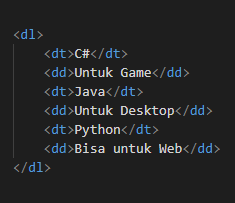 <dl>
<dt>C#</dt>
<dd>Untuk Game</dd>
<dt>Java</dt>
<dd>Untuk Desktop</dd>
<dt>Python</dt>
<dd>Bisa untuk Web</dd>
</dl>